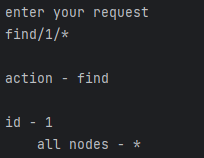 enter your request
find/1/*
action - find
id - 1
all nodes - *